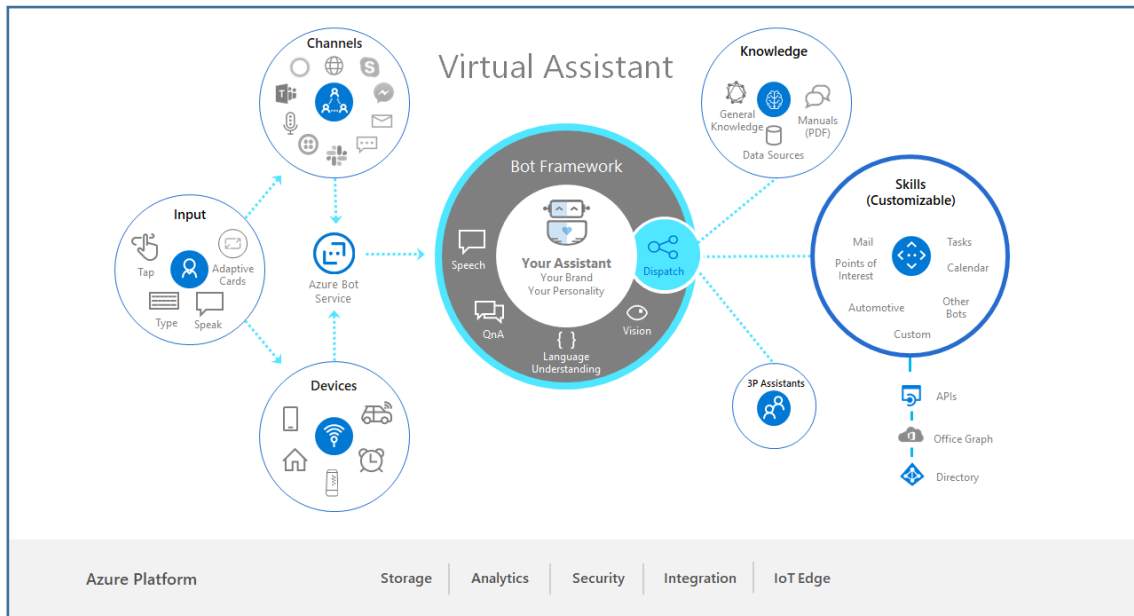 Virtual Assistant
Channels
Input
Tap
Adaptive
Cards
Type
Speak
Azure Bot
Service
Devices
Bot Framework
Speech
QnA
{ }
Language
Understanding
Vision
Your Assistant
Your Brand
Your Personality
Dispatch
Knowledge
General
Knowledge
Manuals
(PDF)
Data Sources
Skills
(Customizable)
Mail
Tasks
Points of
Interest
Calendar
Automotive
Other
Bots
Custom
3P Assistants
APIs
Office Graph
Directory
Azure Platform
Storage
Analytics
Security
Integration
IoT Edge